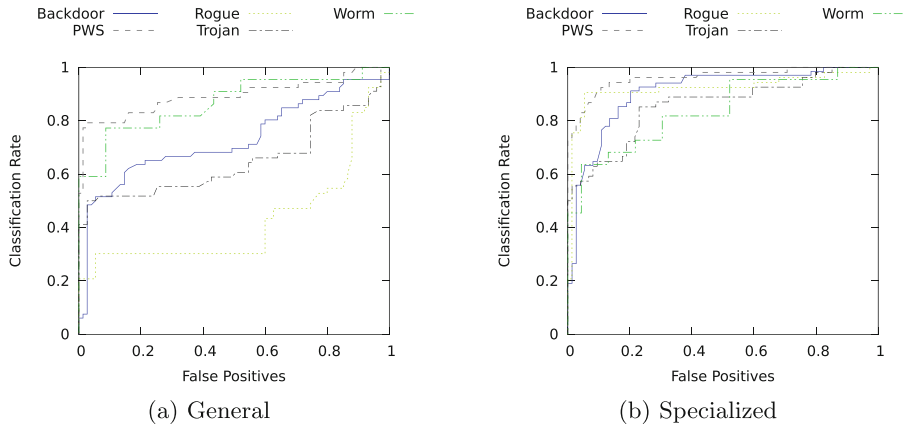 Backdoor Rogue Worm
PWS Trojan
1
0.8
0.6
0.4
0.2
0
Classification Rate
0 0.2 0.4 0.6 0.8 1
False Positives
(a) General
Backdoor Rogue Worm
PWS Trojan
1
0.8
0.6
0.4
0.2
0
Classification Rate
0 0.2 0.4 0.6 0.8 1
False Positives
(b) Specialized